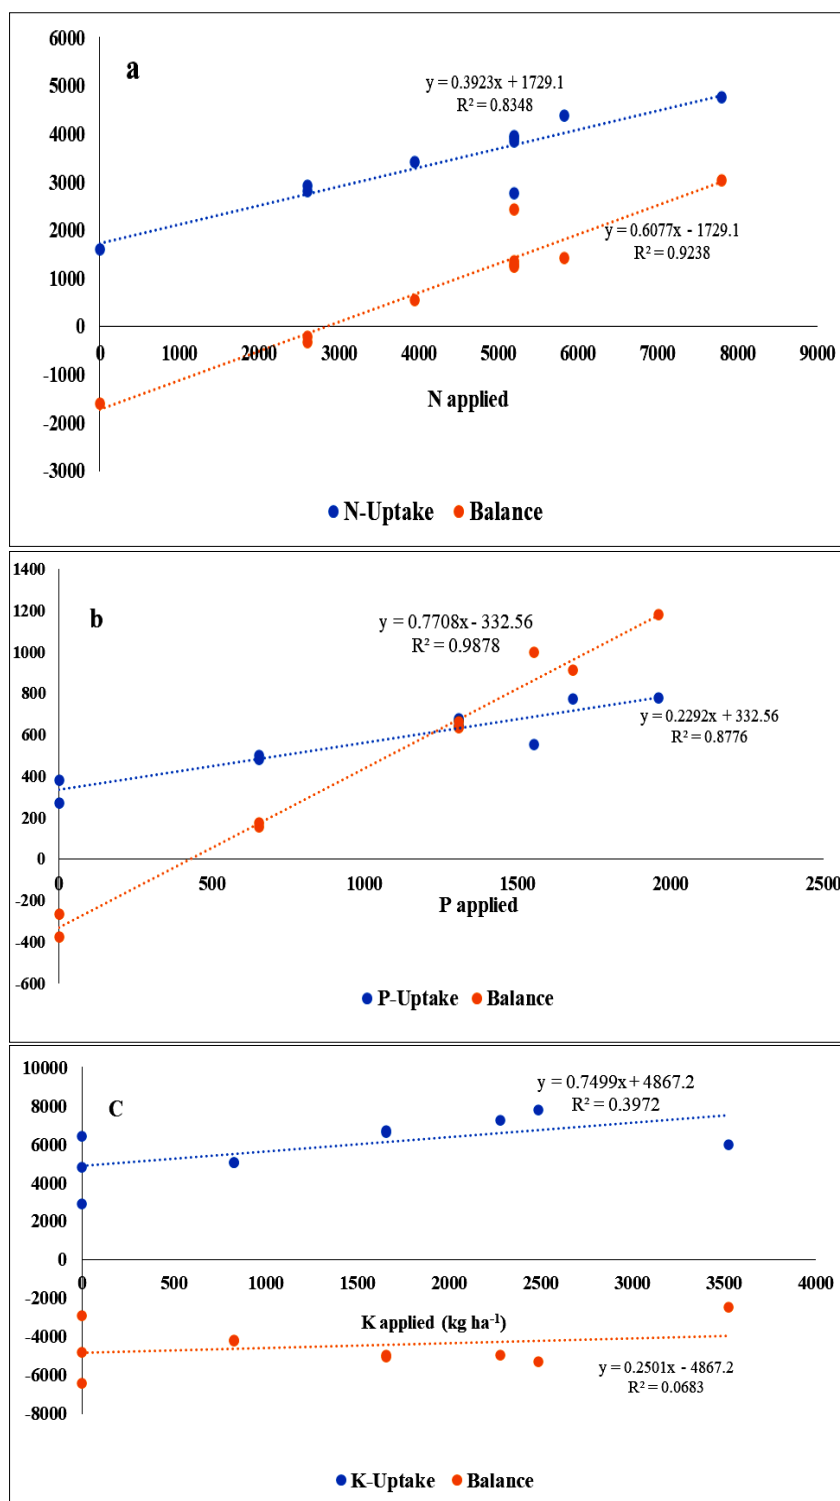 6000
a
5000
y = 0.3923x + 1729.1
R² = 0.8348
4000
3000
2000
y = 0.6077x - 1729.1
R² = 0.9238
1000
0
0 1000 2000 3000 4000 5000 6000 7000 8000 9000
-1000
N applied
-2000
-3000
N-Uptake Balance
1400
1200
b
y = 0.7708x - 332.56
R² = 0.9878
1000
800
y = 0.2292x + 332.56
R² = 0.8776
600
400
200
0
0 500 1000 1500 2000 2500
-200
P applied
-400
-600
P-Uptake Balance
10000
C
y = 0.7499x + 4867.2
R² = 0.3972
8000
6000
4000
2000
0
0 500 1000 1500 2000 2500 3000 3500 4000
-2000
K applied (kg ha⁻¹)
-4000
-6000
y = 0.2501x - 4867.2
R² = 0.0683
-8000
K-Uptake Balance